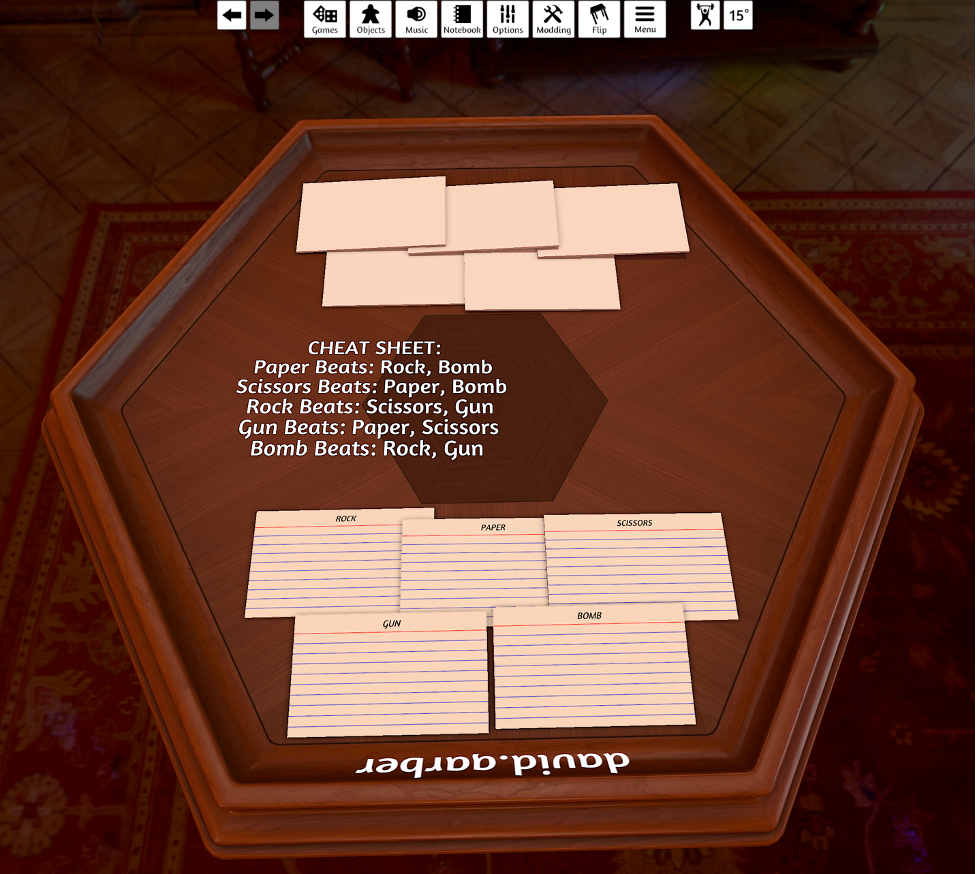 15°
Games Objects Music Notebook Options Modding Flip Menu
CHEAT SHEET:
Paper Beats: Rock, Bomb
Scissors Beats: Paper, Bomb
Rock Beats: Scissors, Gun
Gun Beats: Paper, Scissors
Bomb Beats: Rock, Gun
ROCK
PAPER
SCISSORS
GUN
BOMB
david.garber